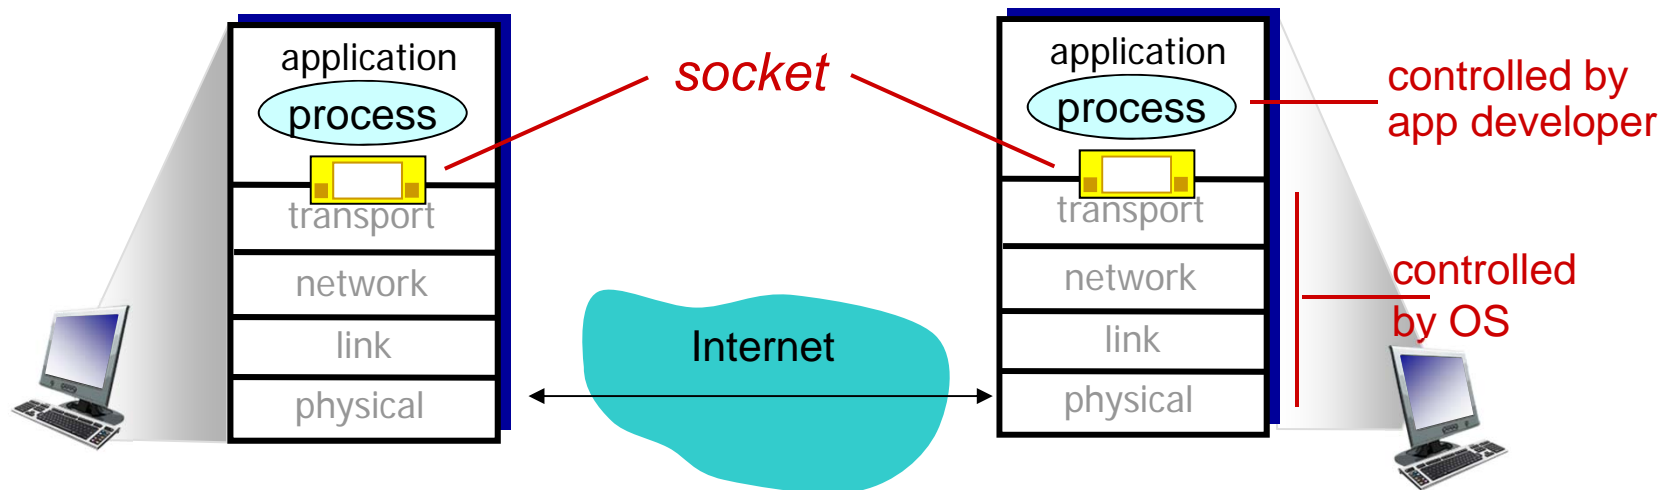 application
process
transport
network
link
physical
socket
Internet
application
process
transport
network
link
physical
controlled by
app developer
controlled
by OS